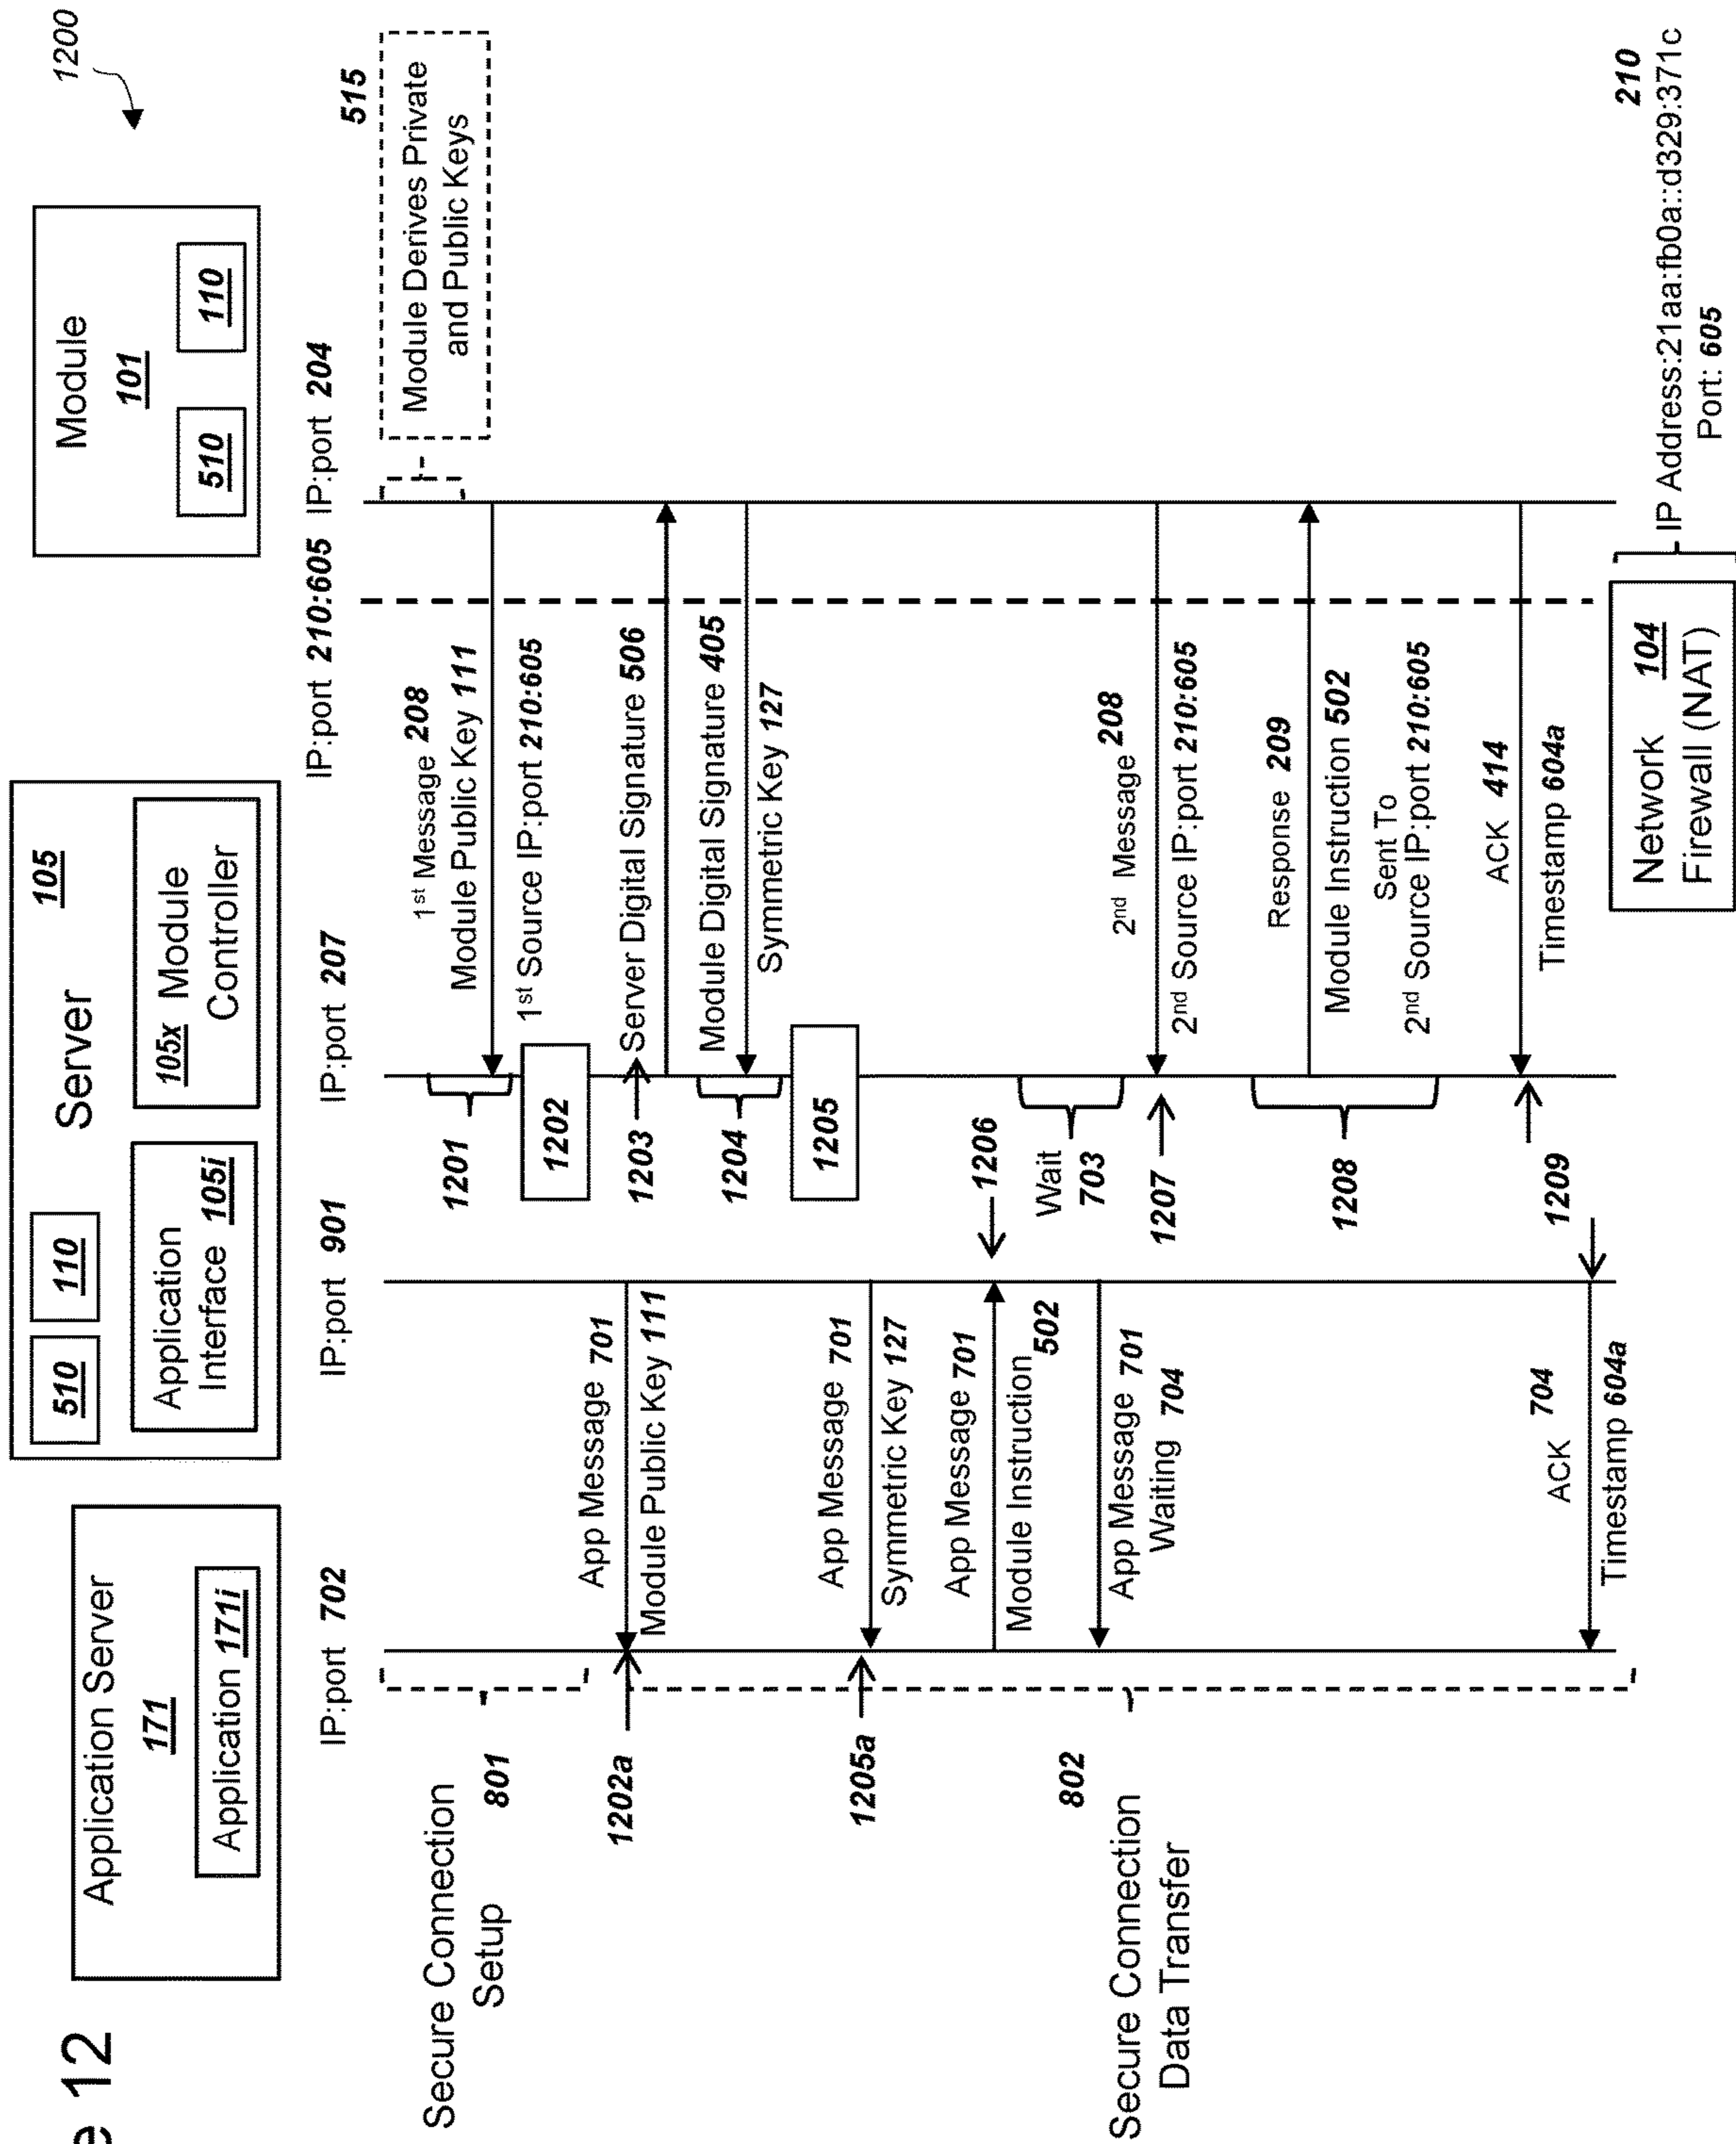 e 12
1200
Application Server
171
Application 171i
510
110
Server
105
Application
Interface 105i
105x Module
Controller
Module
101
510
110
IP:port 702
IP:port 901
IP:port 207
IP:port 210:605
IP:port 204
515
Module Derives Private
and Public Keys
Secure Connection
Setup
801
1201
1st Message 208
Module Public Key 111
1st Source IP:port 210:605
1202
1202a
App Message 701
Module Public Key 111
1203
Server Digital Signature 506
1204
Module Digital Signature 405
Symmetric Key 127
1205
1205a
App Message 701
Symmetric Key 127
App Message 701
Module Instruction
502
1206
802
Secure Connection
Data Transfer
App Message 701
Waiting 704
Wait
703
1207
2nd Message 208
2nd Source IP:port 210:605
1208
Response 209
Module Instruction 502
Sent To
2nd Source IP:port 210:605
1209
ACK 414
Timestamp 604a
704
ACK
Timestamp 604a
Network 104
Firewall (NAT)
210
IP Address:21aa:fb0a::d329:371c
Port: 605